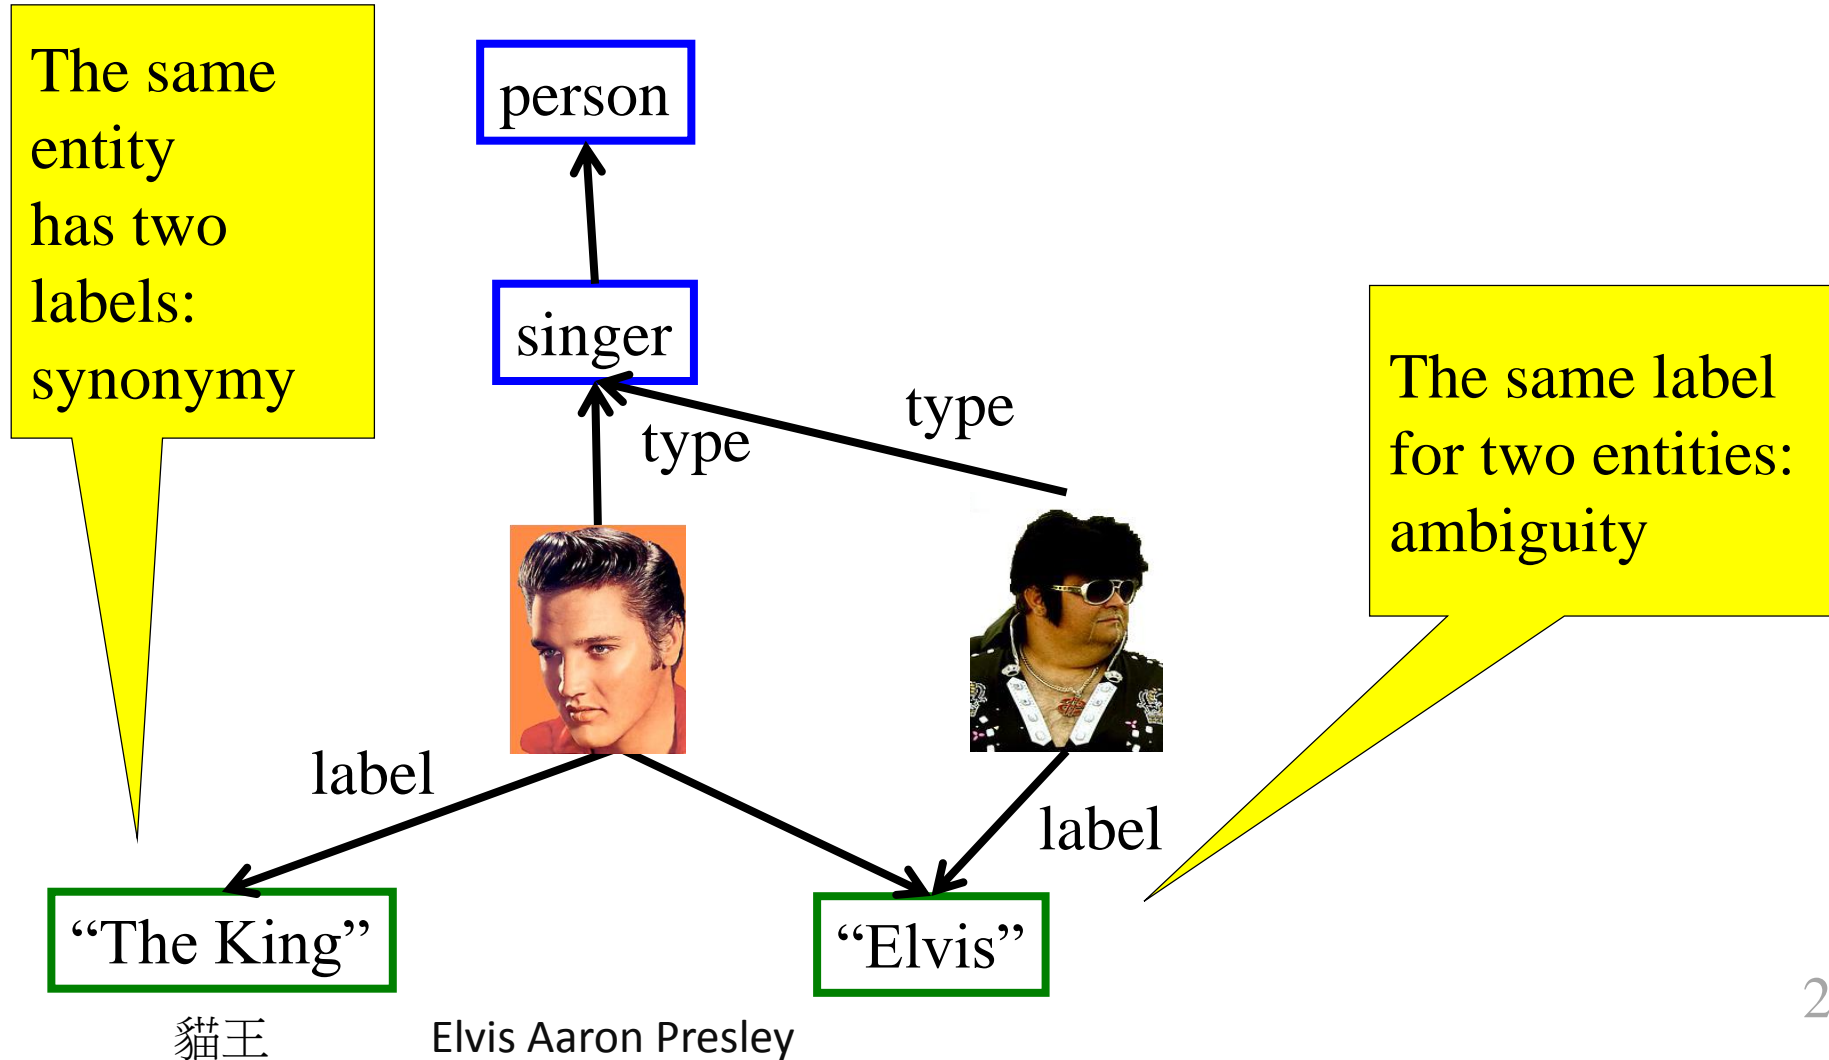 The same
entity
has two
labels:
synonymy
person
singer
type
type
The same label
for two entities:
ambiguity
label
label
“The King”
“Elvis”
貓王
Elvis Aaron Presley
2